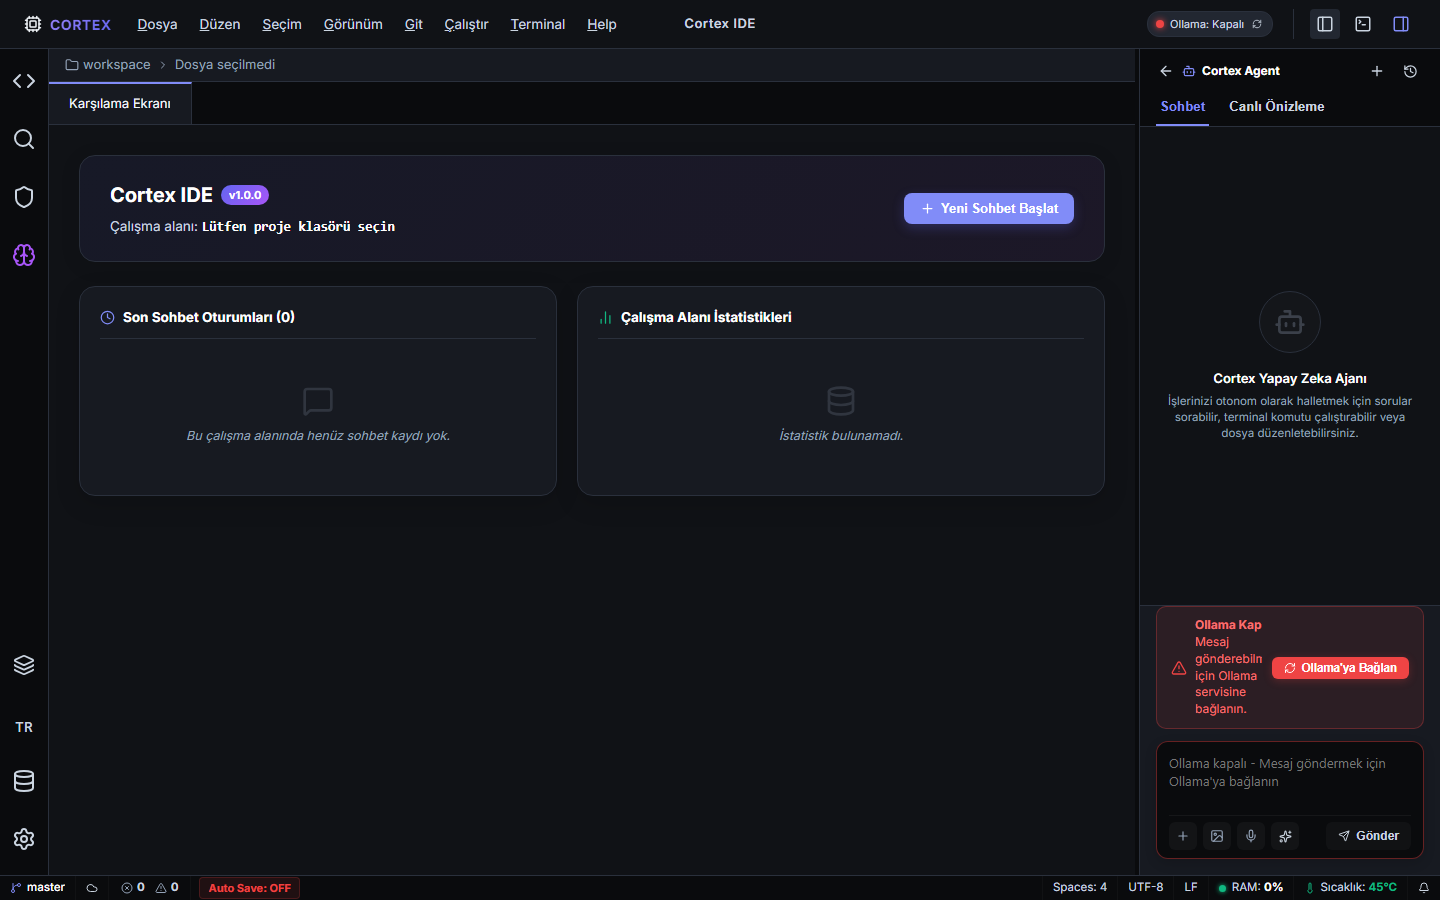 CORTEX Dosya Düzen Seçim Görünüm Git Çalıştır Terminal Help Cortex IDE Ollama: Kapalı
workspace > Dosya seçilmedi
Karşılama Ekranı
Cortex IDE v1.0.0
Çalışma alanı: Lütfen proje klasörü seçin
+ Yeni Sohbet Başlat
Son Sohbet Oturumları (0)
Bu çalışma alanında henüz sohbet kaydı yok.
Çalışma Alanı İstatistikleri
İstatistik bulunamadı.
TR
Cortex Agent
Sohbet Canlı Önizleme
Cortex Yapay Zeka Ajanı
İşlerinizi otonom olarak halletmek için sorular
sorabilir, terminal komutu çalıştırabilir veya
dosya düzenletebilirsiniz.
Ollama Kap
Mesaj
gönderebilm
için Ollama
servisine
bağlanın.
Ollama'ya Bağlan
Ollama kapalı - Mesaj göndermek için
Ollama'ya bağlanın
Gönder
master 0 0 Auto Save: OFF Spaces: 4 UTF-8 LF RAM: 0% Sıcaklık: 45°C